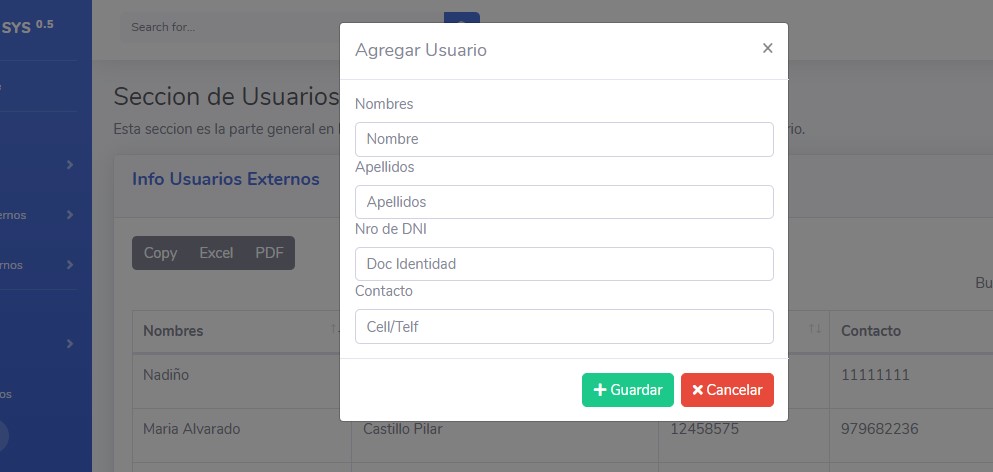 SYS 0.5
Search for...
Agregar Usuario
×
Seccion de Usuarios
Esta seccion es la parte general en
rio.
Info Usuarios Externos
ernos
rnos
os
Copy Excel PDF
Bu
Nombres
Nombre
Apellidos
Apellidos
Nro de DNI
Doc Identidad
Contacto
Cell/Telf
Guardar Cancelar
Nombres Contacto
Nadiño 11111111
Maria Alvarado Castillo Pilar 12458575 979682236